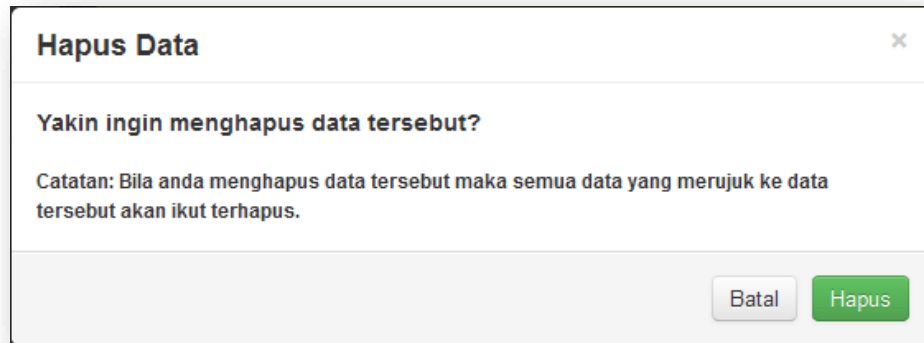 Hapus Data
×
Yakin ingin menghapus data tersebut?
Catatan: Bila anda menghapus data tersebut maka semua data yang merujuk ke data
tersebut akan ikut terhapus.
Batal
Hapus